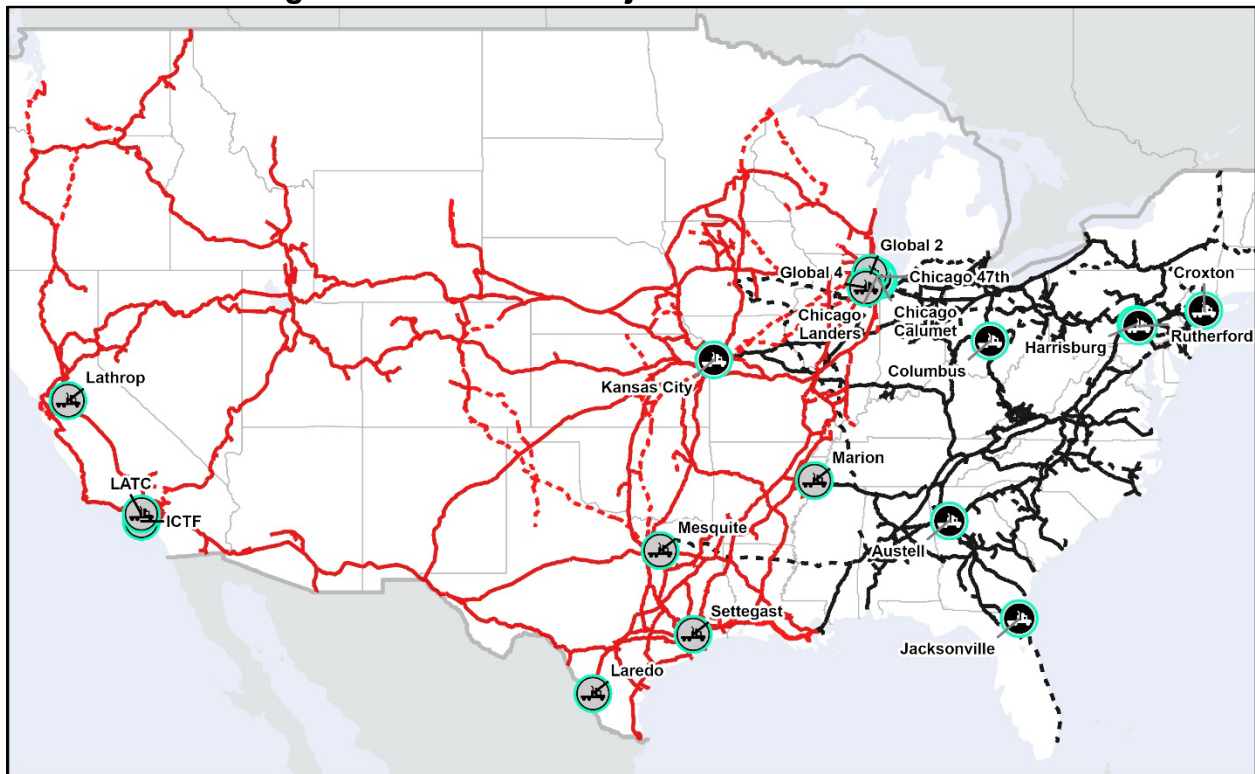 Global 2
Global 4
Chicago 47th
Croxton
Chicago
Landers
Chicago
Calumet
Harrisburg
Rutherford
Columbus
Kansas City
Lathrop
Marion
LATC
ICTF
Mesquite
Austell
Settegast
Jacksonville
Laredo